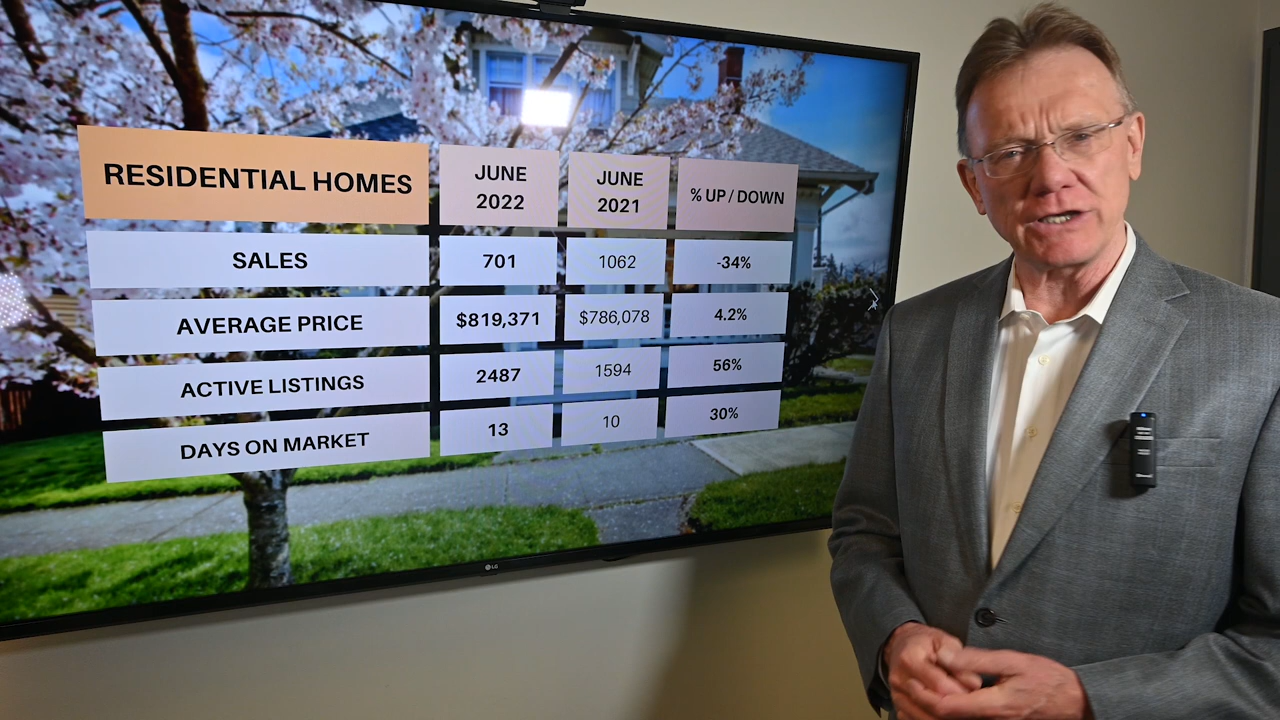 RESIDENTIAL HOMES
JUNE
2022
JUNE
2021
% UP / DOWN
SALES
701
1062
-34%
AVERAGE PRICE
$819,371
$786,078
4.2%
ACTIVE LISTINGS
2487
1594
56%
DAYS ON MARKET
13
10
30%
LG